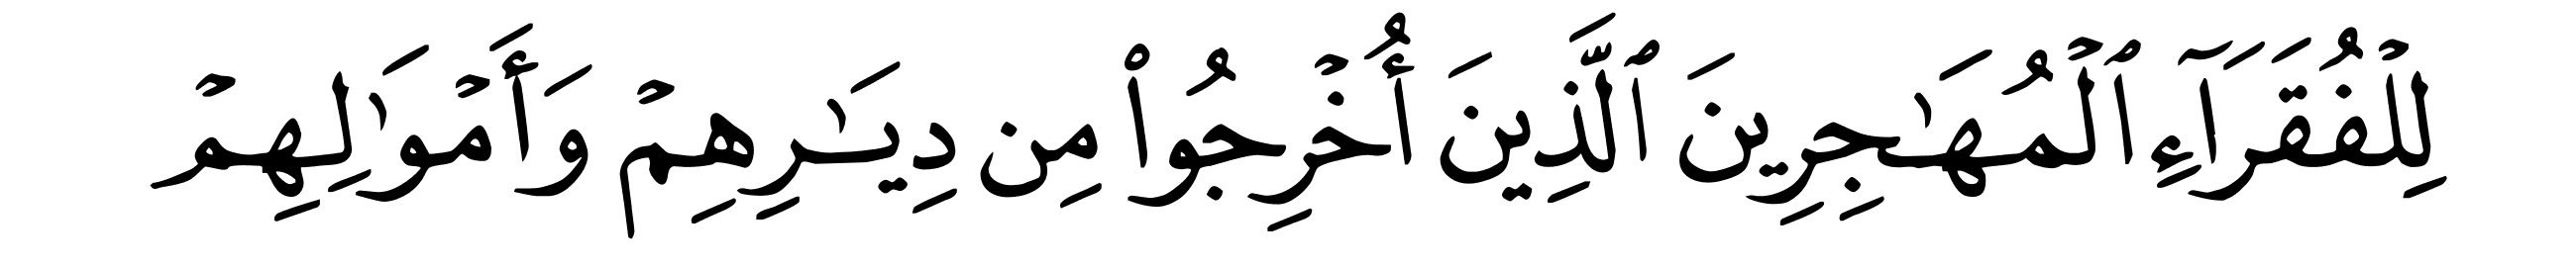 لِلْفُقَرَآءِ ٱلْمُهَٰجِرِينَ ٱلَّذِينَ أُخْرِجُوا۟ مِن دِيَـٰرِهِمْ وَأَمْوَٰلِهِمْ